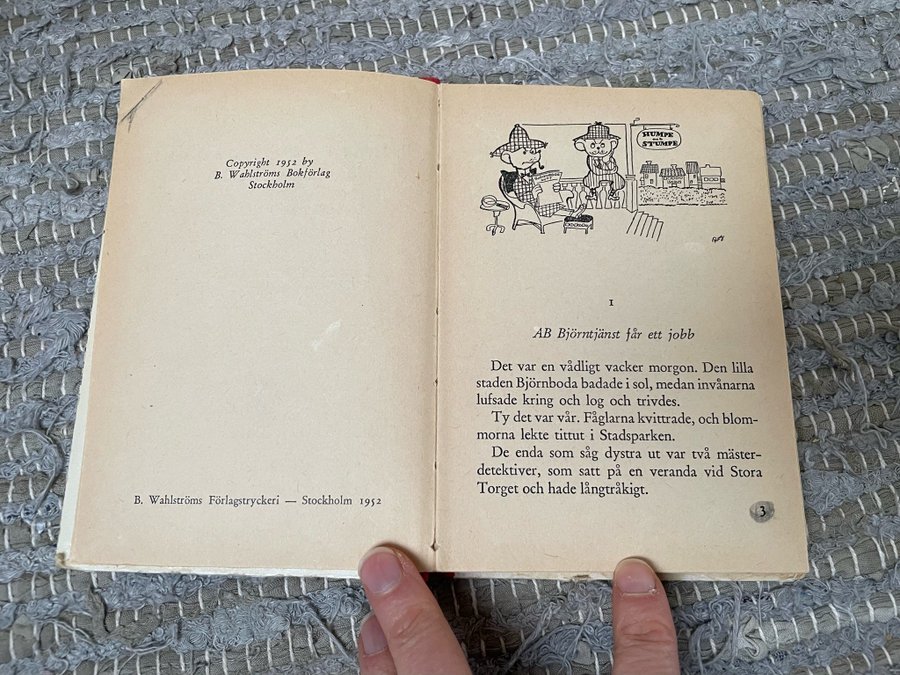 Copyright 1952 by
B. Wahlströms Bokförlag
Stockholm
B. Wahlströms Förlagstryckeri — Stockholm 1952
HUMPE
och
STUMPE
1
AB Björntjänst får ett jobb
Det var en vådligt vacker morgon. Den lilla
staden Björnboda badade i sol, medan invånarna
lufsade kring och log och trivdes.
Ty det var vår. Fåglarna kvittrade, och blom-
morna lekte tittut i Stadsparken.
De enda som såg dystra ut var två mäster-
detektiver, som satt på en veranda vid Stora
Torget och hade långtråkigt.
3